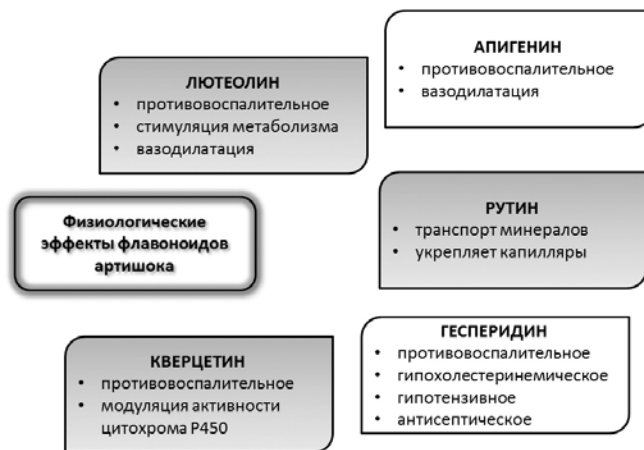 АПИГЕНИН
• противовоспалительное
• вазодилатация
ЛЮТЕОЛИН
• противовоспалительное
• стимуляция метаболизма
• вазодилатация
Физиологические
эффекты флавоноидов
артишока
РУТИН
• транспорт минералов
• укрепляет капилляры
КВЕРЦЕТИН
• противовоспалительное
• модуляция активности
цитохрома P450
ГЕСПЕРИДИН
• противовоспалительное
• гипохолестеринемическое
• гипотензивное
• антисептическое